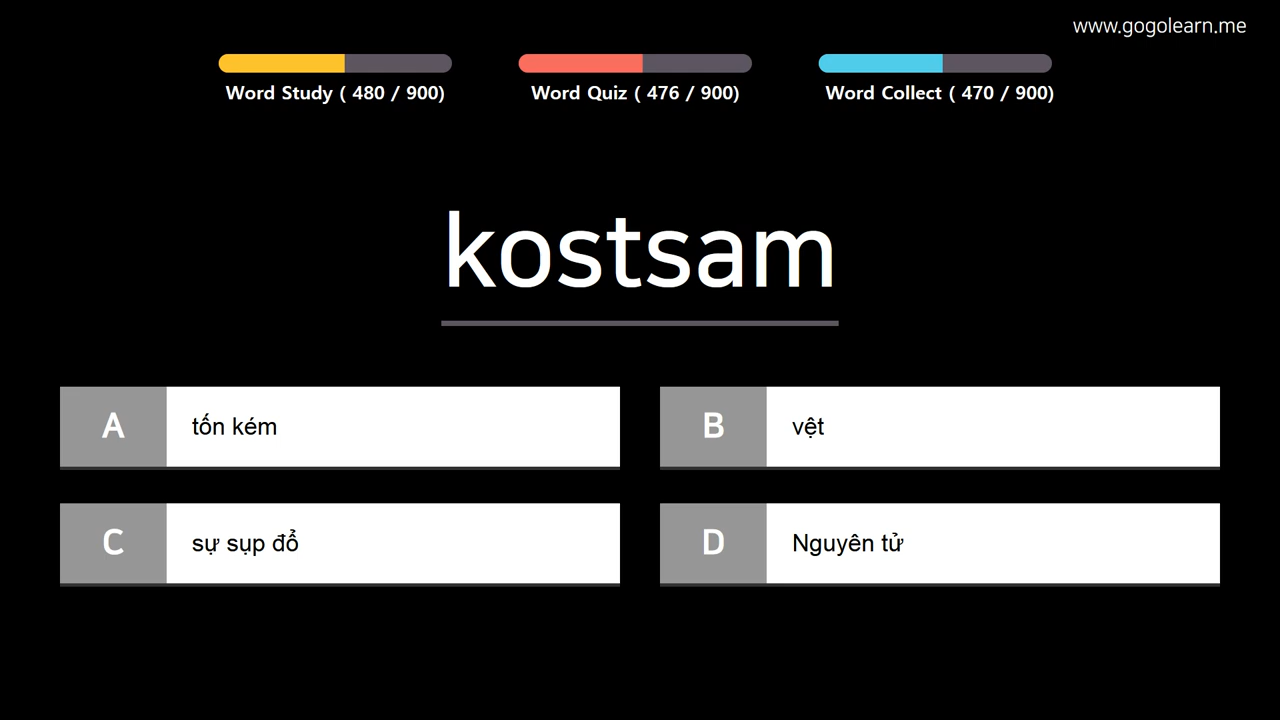 www.gogolearn.me
Word Study ( 480 / 900)
Word Quiz ( 476 / 900)
Word Collect ( 470 / 900)
kostsam
A
tốn kém
B
vệt
C
sự sụp đổ
D
Nguyên tử